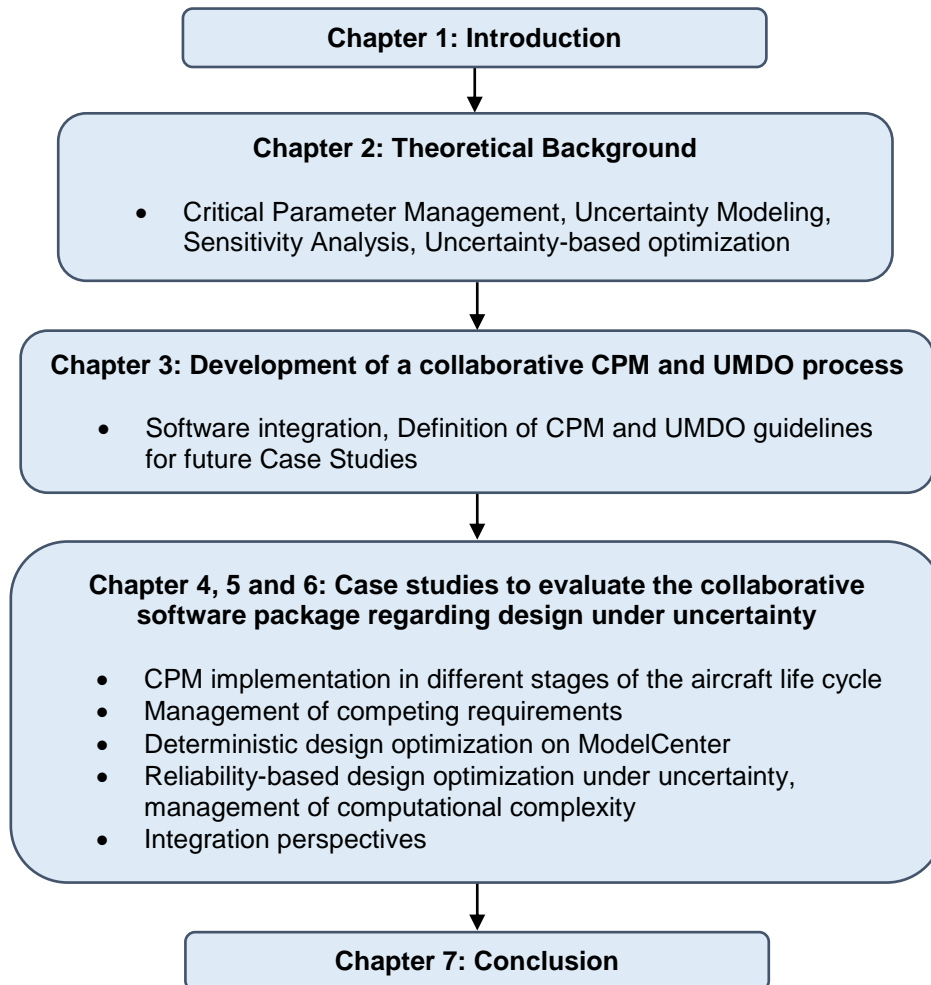 Chapter 1: Introduction
Chapter 2: Theoretical Background
• Critical Parameter Management, Uncertainty Modeling,
Sensitivity Analysis, Uncertainty-based optimization
Chapter 3: Development of a collaborative CPM and UMDO process
• Software integration, Definition of CPM and UMDO guidelines
for future Case Studies
Chapter 4, 5 and 6: Case studies to evaluate the collaborative
software package regarding design under uncertainty
• CPM implementation in different stages of the aircraft life cycle
• Management of competing requirements
• Deterministic design optimization on ModelCenter
• Reliability-based design optimization under uncertainty,
management of computational complexity
• Integration perspectives
Chapter 7: Conclusion